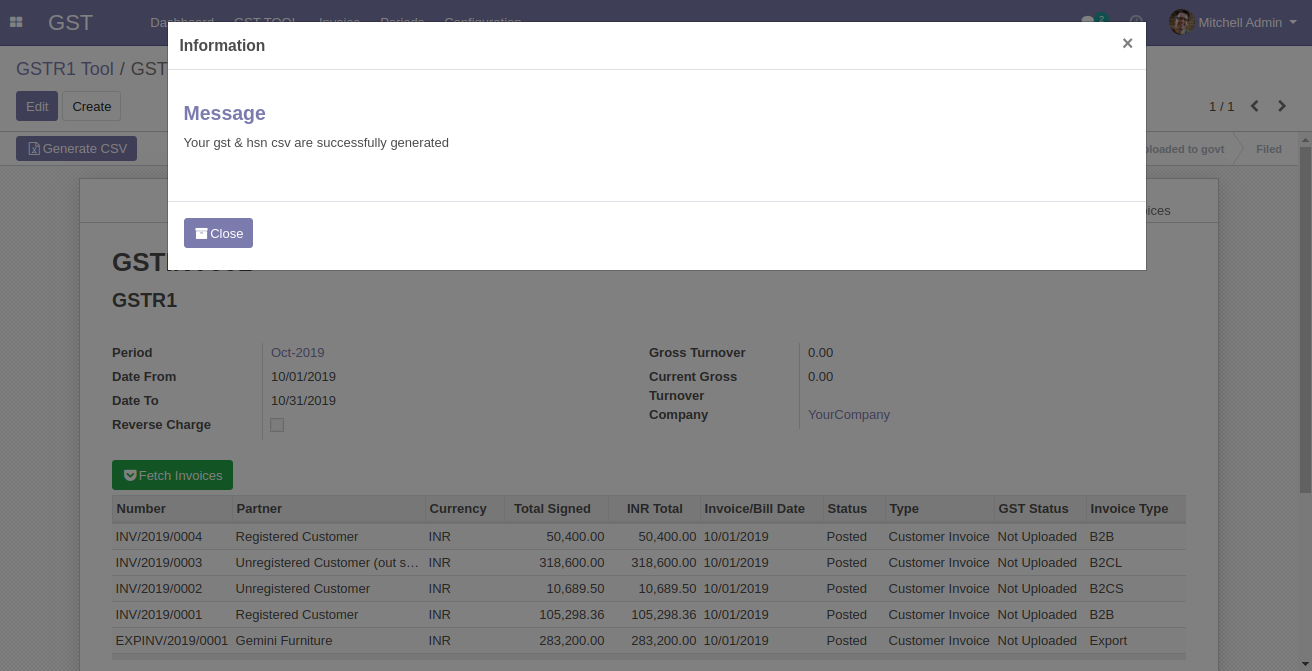 GST Dashboard GST TOOL Invoice Periods Configuration 2 Mitchell Admin
Information ×
GSTR1 Tool / GST
Message
Edit Create 1 / 1
Your gst & hsn csv are successfully generated
Generate CSV ploaded to govt Filed
ices
Close
GSTR1
Period Oct-2019
Date From 10/01/2019
Date To 10/31/2019
Reverse Charge
Gross Turnover 0.00
Current Gross 0.00
Turnover
Company YourCompany
Fetch Invoices
Number Partner Currency Total Signed INR Total Invoice/Bill Date Status Type GST Status Invoice Type
INV/2019/0004 Registered Customer INR 50,400.00 50,400.00 10/01/2019 Posted Customer Invoice Not Uploaded B2B
INV/2019/0003 Unregistered Customer (out s… INR 318,600.00 318,600.00 10/01/2019 Posted Customer Invoice Not Uploaded B2CL
INV/2019/0002 Unregistered Customer INR 10,689.50 10,689.50 10/01/2019 Posted Customer Invoice Not Uploaded B2CS
INV/2019/0001 Registered Customer INR 105,298.36 105,298.36 10/01/2019 Posted Customer Invoice Not Uploaded B2B
EXPINV/2019/0001 Gemini Furniture INR 283,200.00 283,200.00 10/01/2019 Posted Customer Invoice Not Uploaded Export